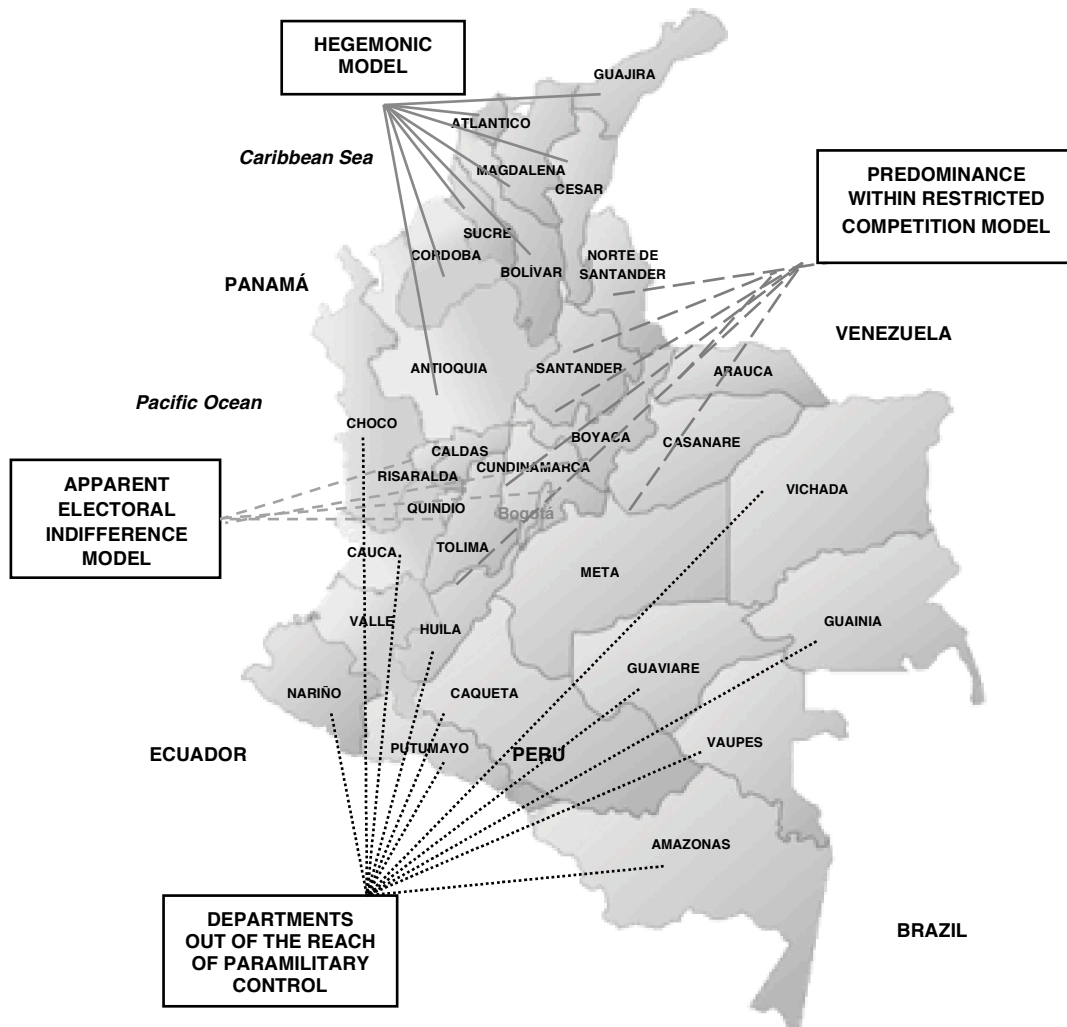 HEGEMONIC
MODEL
GUAJIRA
ATLANTICO
Caribbean Sea
MAGDALENA
CESAR
PREDOMINANCE
WITHIN RESTRICTED
COMPETITION MODEL
SUCRE
CORDOBA
BOLÍVAR
NORTE DE
SANTANDER
PANAMÁ
VENEZUELA
ANTIOQUIA
SANTANDER
ARAUCA
Pacific Ocean
CHOCO
BOYACA
CASANARE
CALDAS
CUNDINAMARCA
RISARALDA
APPARENT
ELECTORAL
INDIFFERENCE
MODEL
QUINDIO
Bogotá
VICHADA
CAUCA
TOLIMA
META
VALLE
HUILA
GUAINIA
NARIÑO
CAQUETA
GUAVIARE
ECUADOR
PUTUMAYO
PERU
VAUPES
AMAZONAS
DEPARTMENTS
OUT OF THE REACH
OF PARAMILITARY
CONTROL
BRAZIL